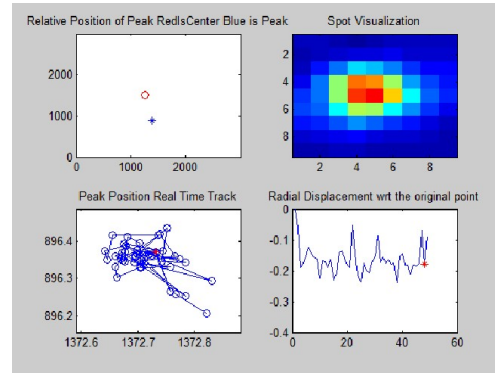 Relative Position of Peak RedIsCenter Blue is Peak
2000
1000
0
0 1000 2000
Spot Visualization
2
4
6
8
2 4 6 8
Peak Position Real Time Track
896.4
896.3
896.2
1372.6 1372.7 1372.8
Radial Displacement wrt the original point
0
-0.1
-0.2
-0.3
-0.4
0 20 40 60